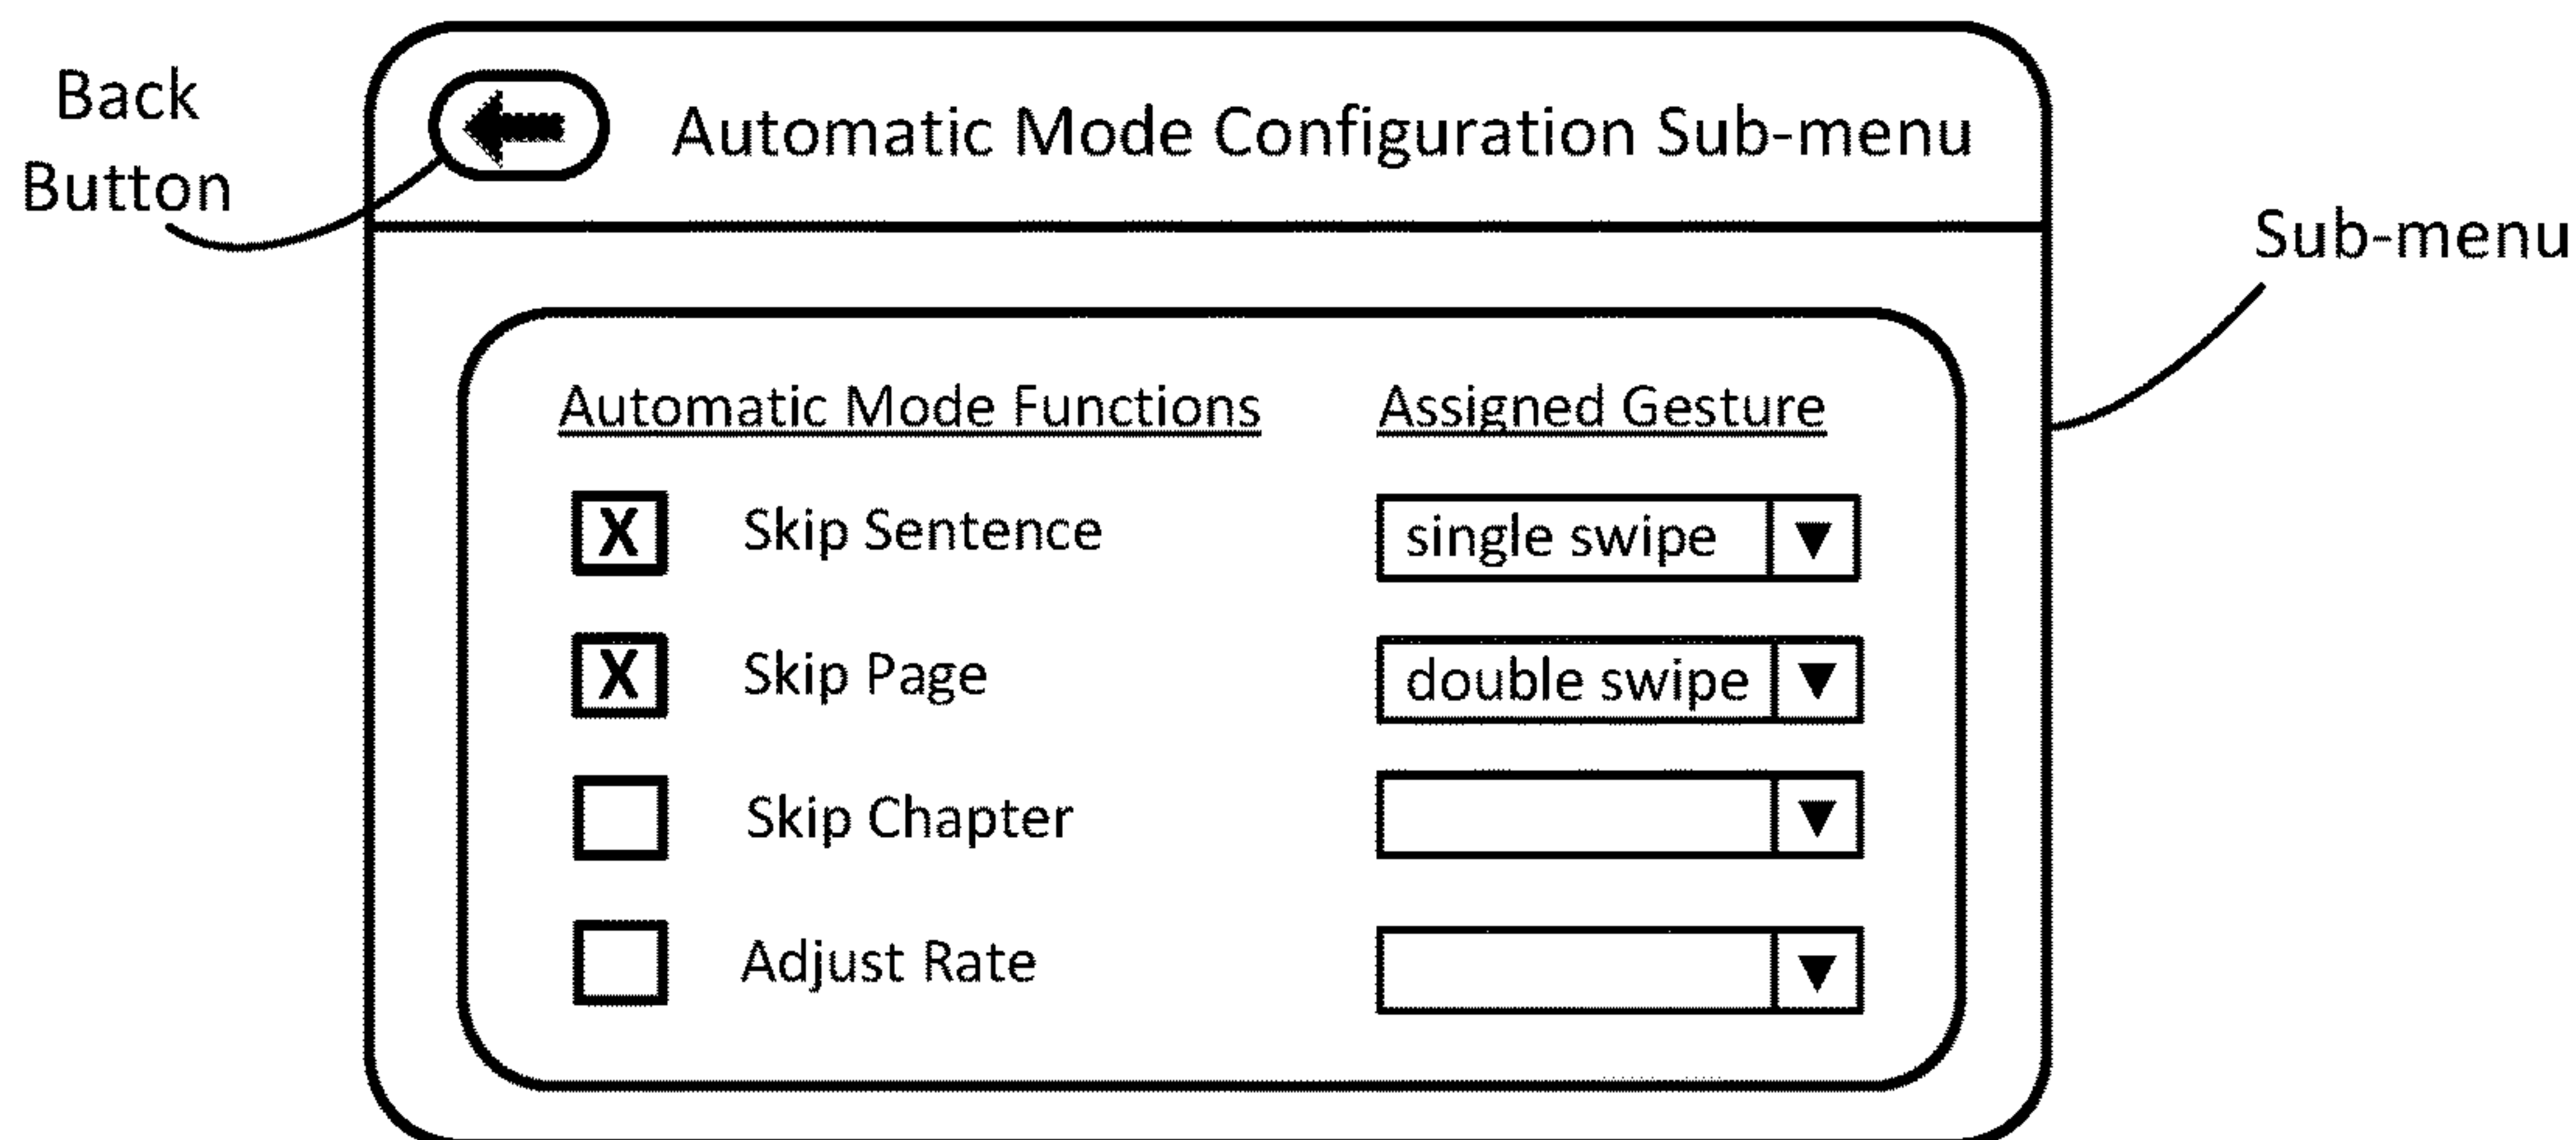 Back
Button
Automatic Mode Configuration Sub-menu
Sub-menu
Automatic Mode Functions Assigned Gesture
X Skip Sentence single swipe ▼
X Skip Page double swipe ▼
Skip Chapter ▼
Adjust Rate ▼